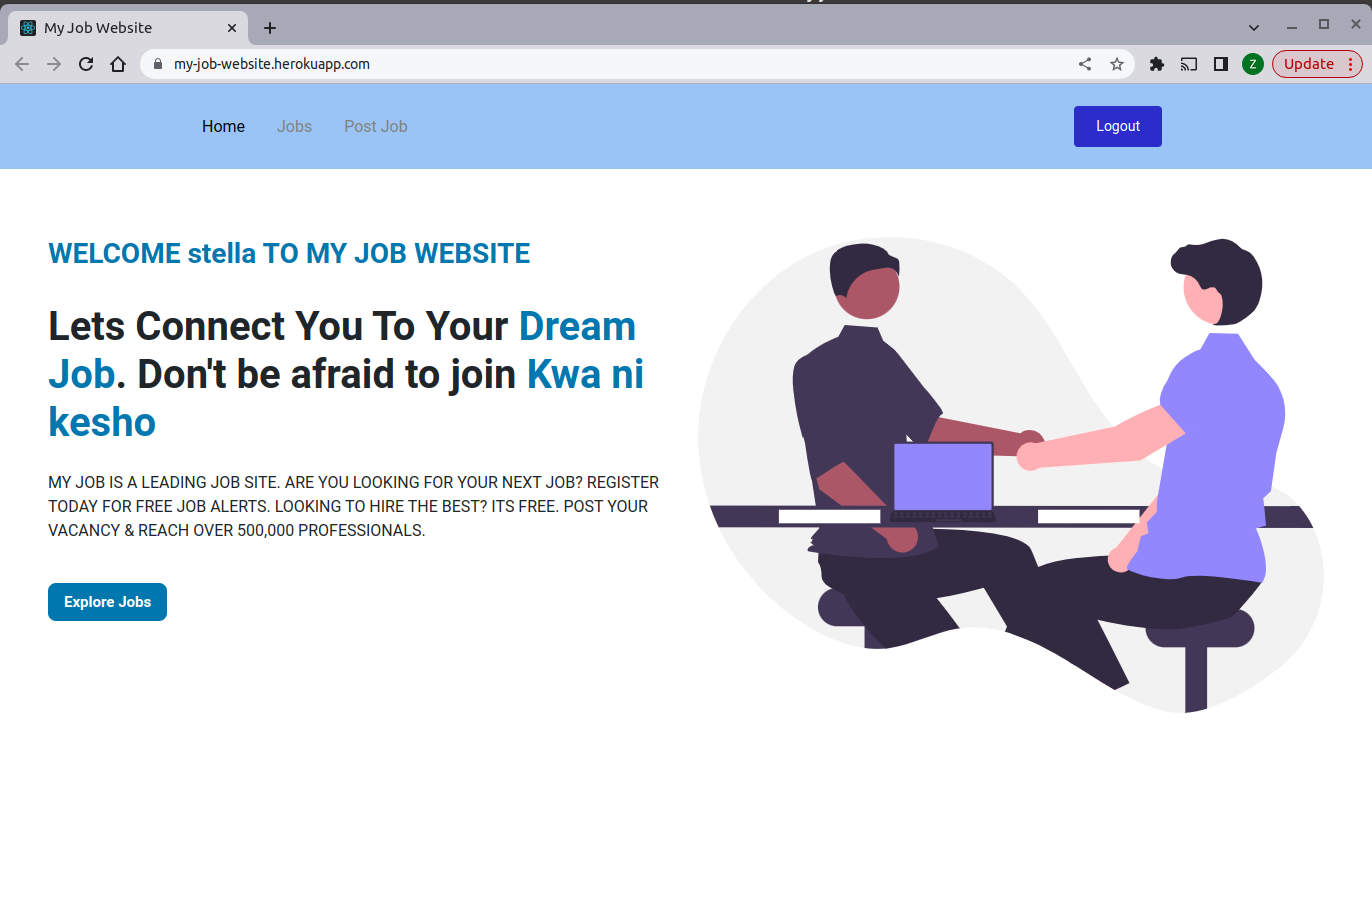 My Job Website
my-job-website.herokuapp.com
Z
Update
Home
Jobs
Post Job
Logout
WELCOME stella TO MY JOB WEBSITE
Lets Connect You To Your Dream
Job. Don't be afraid to join Kwa ni
kesho
MY JOB IS A LEADING JOB SITE. ARE YOU LOOKING FOR YOUR NEXT JOB? REGISTER
TODAY FOR FREE JOB ALERTS. LOOKING TO HIRE THE BEST? ITS FREE. POST YOUR
VACANCY & REACH OVER 500,000 PROFESSIONALS.
Explore Jobs